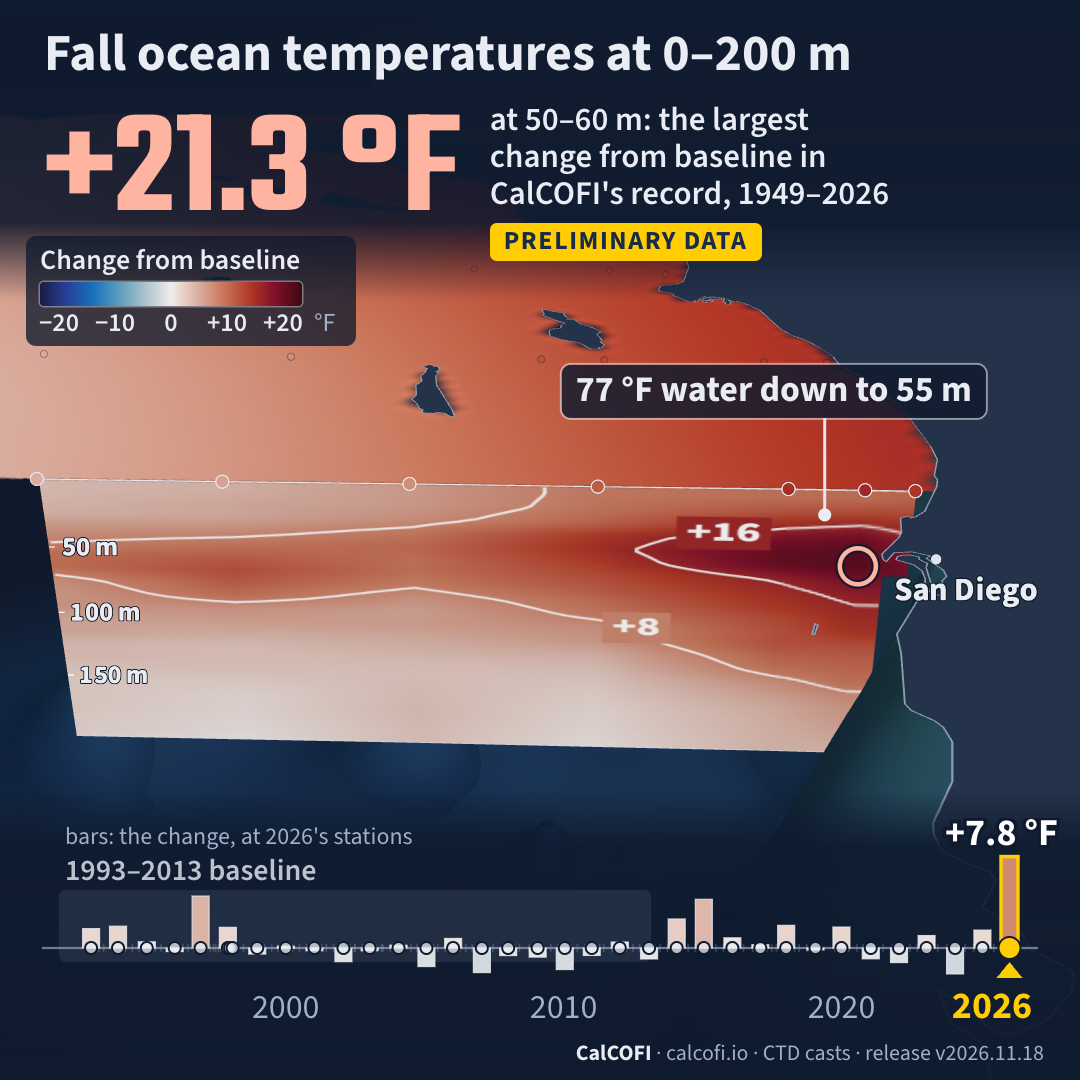 Fall ocean temperatures at 0–200 m
+21.3 °F
at 50–60 m: the largest
change from baseline in
CalCOFI's record, 1949–2026
PRELIMINARY DATA
Change from baseline
−20 −10 0 +10 +20 °F
77 °F water down to 55 m
+16
50 m
San Diego
100 m
+8
150 m
+7.8 °F
bars: the change, at 2026's stations
1993–2013 baseline
2000 2010 2020 2026
CalCOFI · calcofi.io · CTD casts · release v2026.11.18